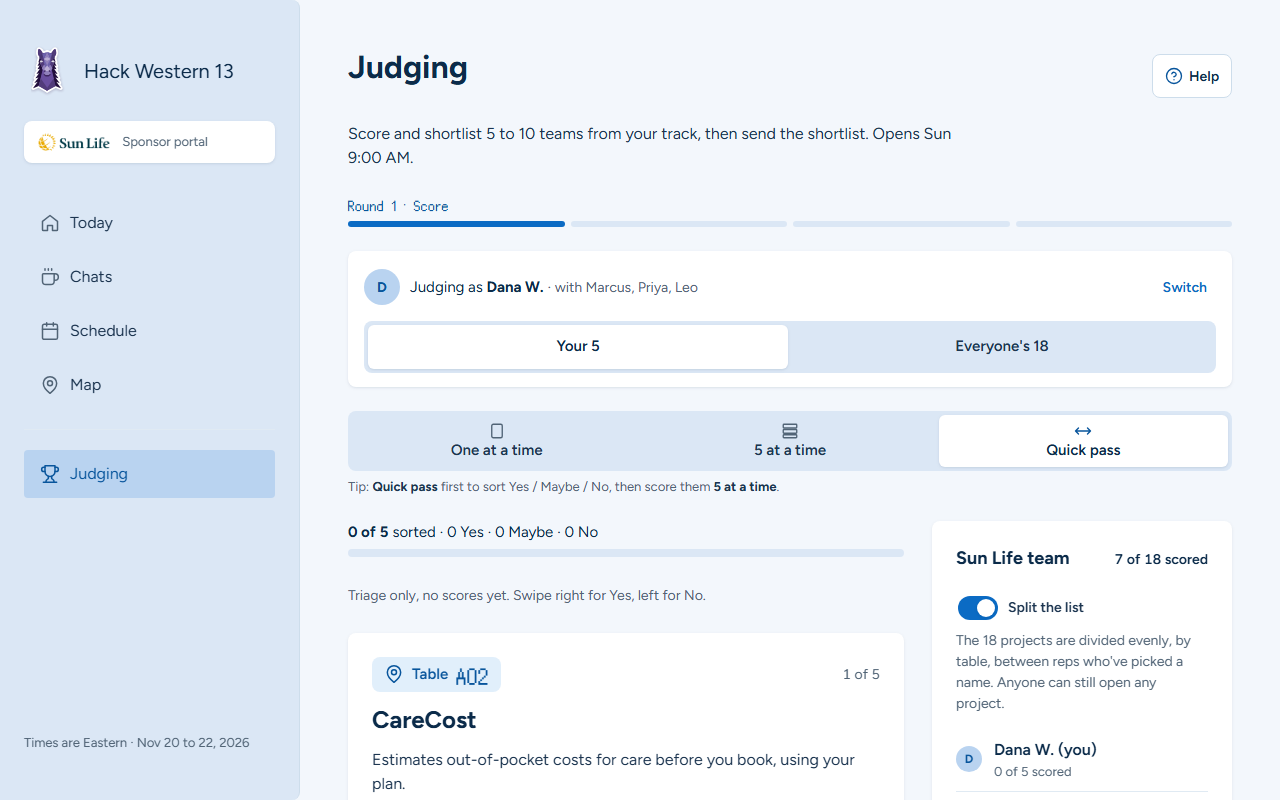 Hack Western 13
Sun Life Sponsor portal
Today
Chats
Schedule
Map
Judging
Times are Eastern · Nov 20 to 22, 2026
Judging
Help
Score and shortlist 5 to 10 teams from your track, then send the shortlist. Opens Sun
9:00 AM.
Round 1 · Score
D Judging as Dana W. · with Marcus, Priya, Leo Switch
Your 5 Everyone's 18
One at a time 5 at a time Quick pass
Tip: Quick pass first to sort Yes / Maybe / No, then score them 5 at a time.
0 of 5 sorted · 0 Yes · 0 Maybe · 0 No
Triage only, no scores yet. Swipe right for Yes, left for No.
Table A02 1 of 5
CareCost
Estimates out-of-pocket costs for care before you book, using your
plan.
Sun Life team 7 of 18 scored
Split the list
The 18 projects are divided evenly, by
table, between reps who've picked a
name. Anyone can still open any
project.
D Dana W. (you)
0 of 5 scored